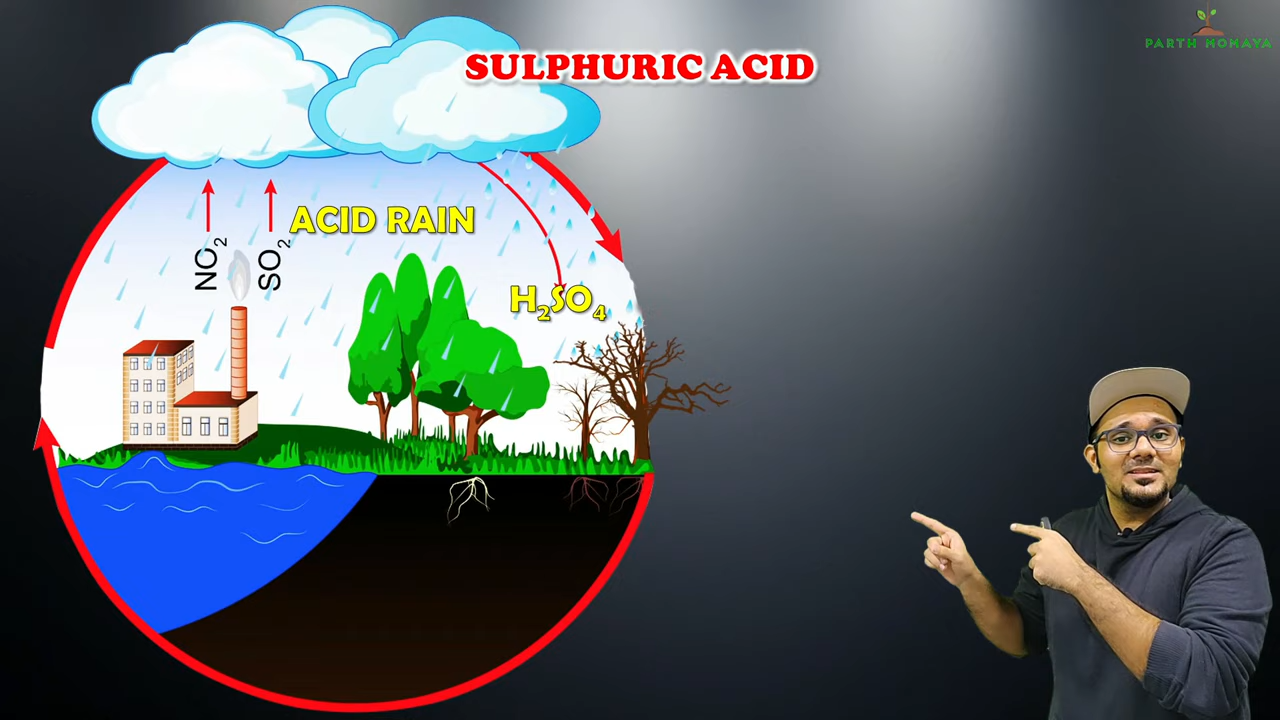 PARTH MOMAYA
SULPHURIC ACID
ACID RAIN
NO2
SO2
H2SO4